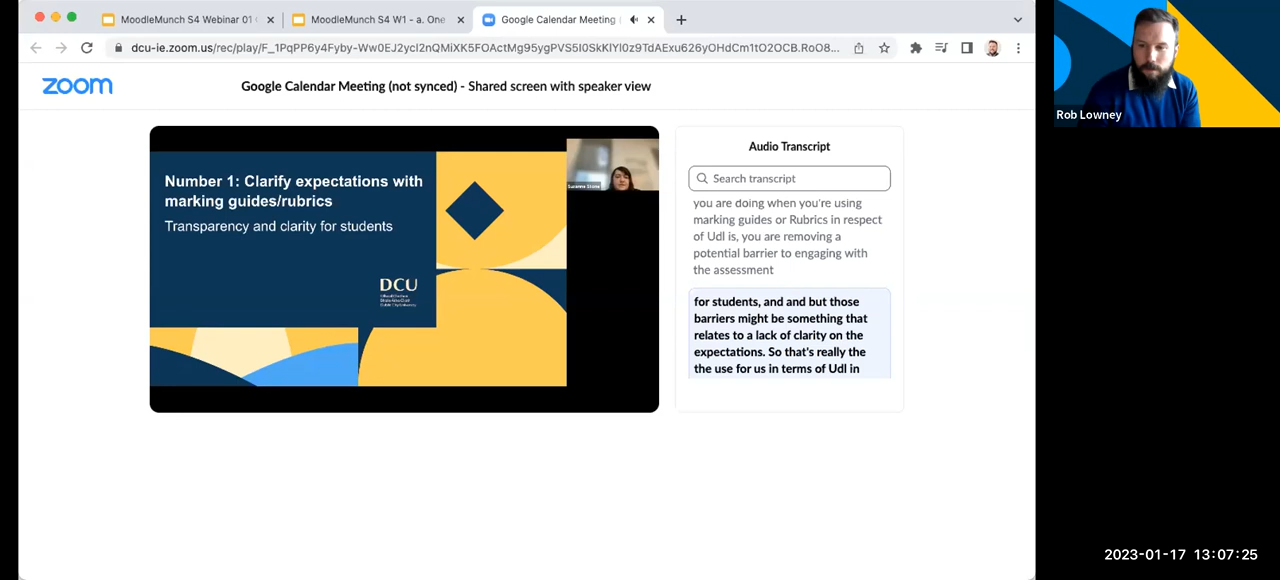 MoodleMunch S4 Webinar 01
MoodleMunch S4 W1 - a. One
Google Calendar Meeting
dcu-ie.zoom.us/rec/play/F_1PqPP6y4Fyby-Ww0EJ2ycI2nQMiXK5FOActMg95ygPVS5I0SkKlYI0z9TdAExu626yOHdCm1tO2OCB.RoO8...
zoom
Google Calendar Meeting (not synced) - Shared screen with speaker view
Number 1: Clarify expectations with
marking guides/rubrics
Transparency and clarity for students
DCU
Suzanne Stone
Audio Transcript
Search transcript
you are doing when you're using
marking guides or Rubrics in respect
of Udl is, you are removing a
potential barrier to engaging with
the assessment
for students, and and but those
barriers might be something that
relates to a lack of clarity on the
expectations. So that's really the
the use for us in terms of Udl in
Rob Lowney
2023-01-17 13:07:25